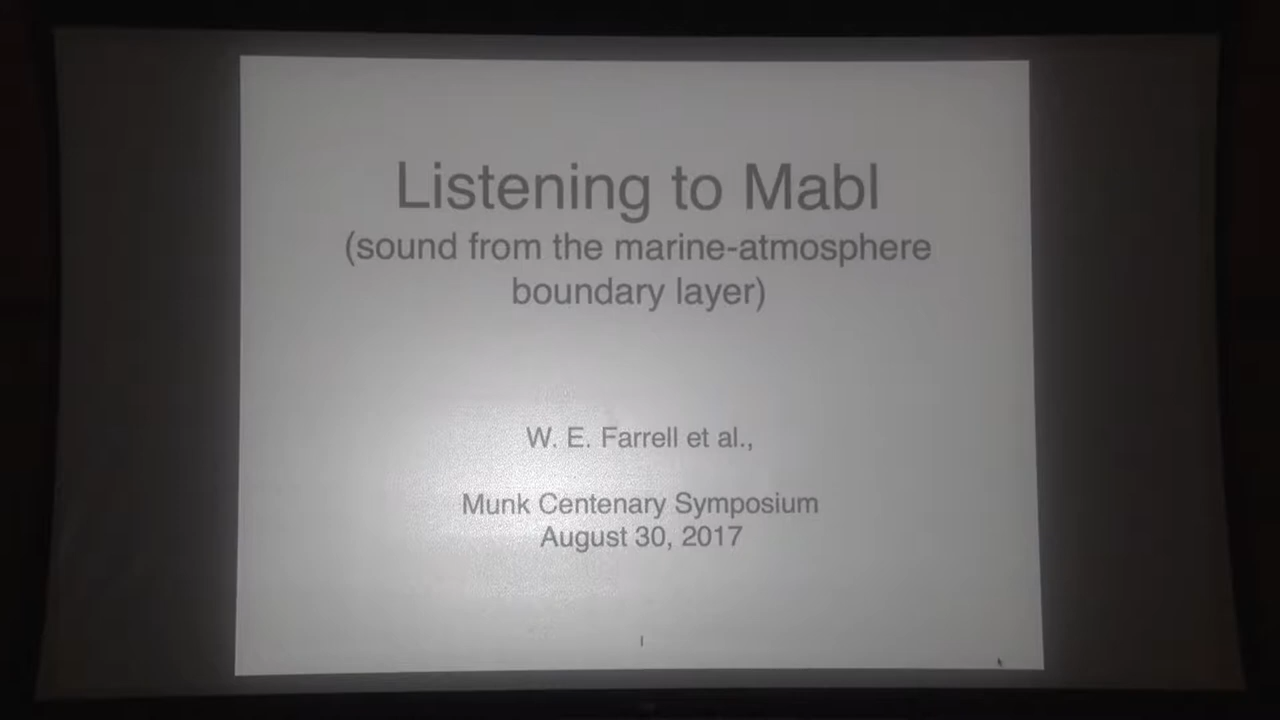 Listening to Mabl
(sound from the marine-atmosphere
boundary layer)
W. E. Farrell et al.,
Munk Centenary Symposium
August 30, 2017
1